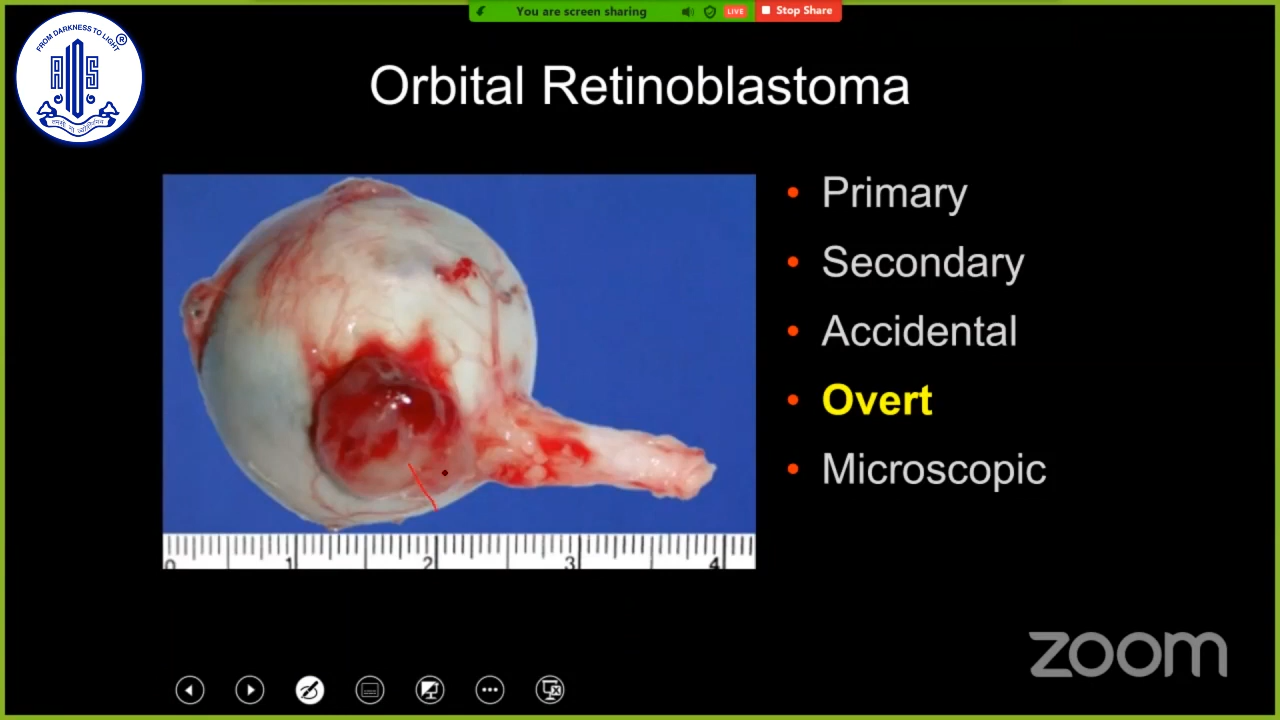 You are screen sharing
LIVE
Stop Share
FROM DARKNESS TO LIGHT
®
Orbital Retinoblastoma
• Primary
• Secondary
• Accidental
• Overt
• Microscopic
0 1 2 3 4
zoom